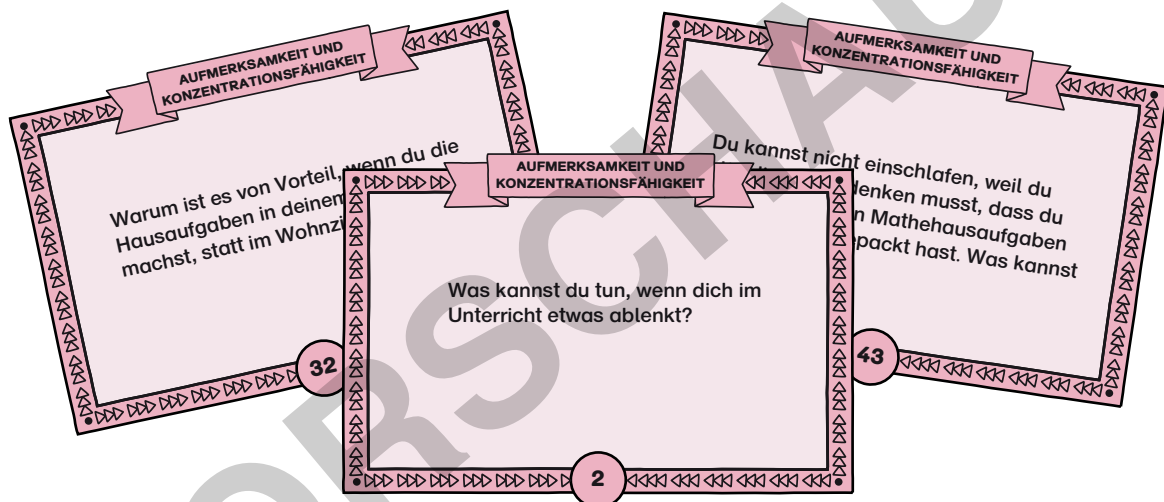 AUFMERKSAMKEIT UND
KONZENTRATIONSFÄHIGKEIT
Warum ist es von Vorteil, wenn du die
Hausaufgaben in deinem
machst, statt im
32
AUFMERKSAMKEIT UND
KONZENTRATIONSFÄHIGKEIT
Was kannst du tun, wenn dich im
Unterricht etwas ablenkt?
2
AUFMERKSAMKEIT UND
KONZENTRATIONSFÄHIGKEIT
Du kannst nicht einschlafen, weil du
denken musst, dass du
Mathehausaufgaben
hast. Was kannst
43